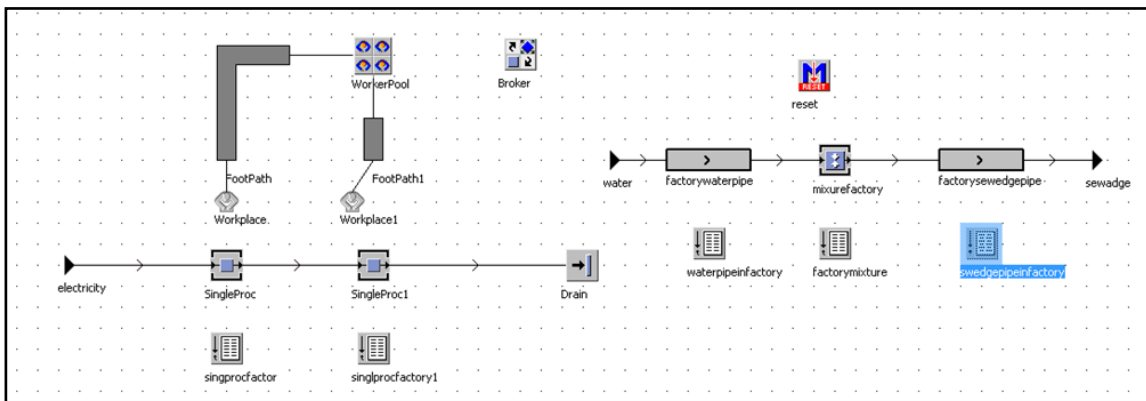 WorkerPool
Broker
RESET
reset
FootPath
FootPath1
water
factorywaterpipe
mixurefactory
factorysewedgepipe
sewadge
Workplace.
Workplace1
waterpipeinfactory
factorymixture
swedgepipeinfactory
electricity
SingleProc
SingleProc1
Drain
singprocfactor
singlprocfactory1